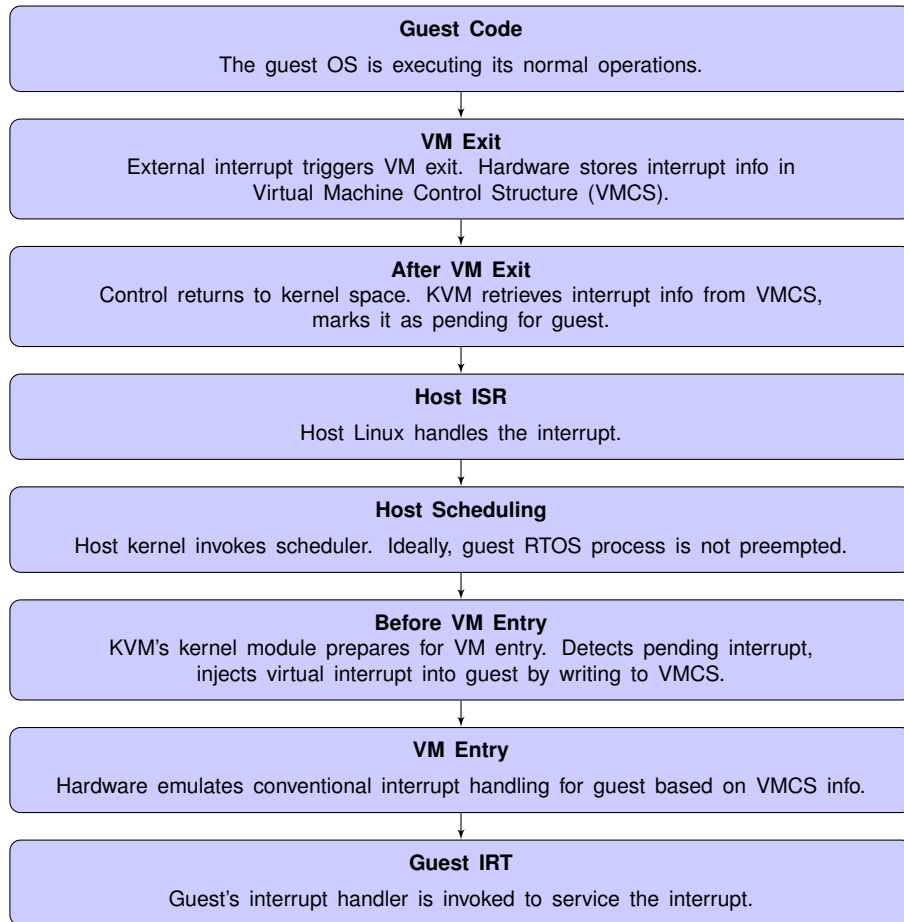 Guest Code
The guest OS is executing its normal operations.
VM Exit
External interrupt triggers VM exit. Hardware stores interrupt info in
Virtual Machine Control Structure (VMCS).
After VM Exit
Control returns to kernel space. KVM retrieves interrupt info from VMCS,
marks it as pending for guest.
Host ISR
Host Linux handles the interrupt.
Host Scheduling
Host kernel invokes scheduler. Ideally, guest RTOS process is not preempted.
Before VM Entry
KVM's kernel module prepares for VM entry. Detects pending interrupt,
injects virtual interrupt into guest by writing to VMCS.
VM Entry
Hardware emulates conventional interrupt handling for guest based on VMCS info.
Guest IRT
Guest's interrupt handler is invoked to service the interrupt.